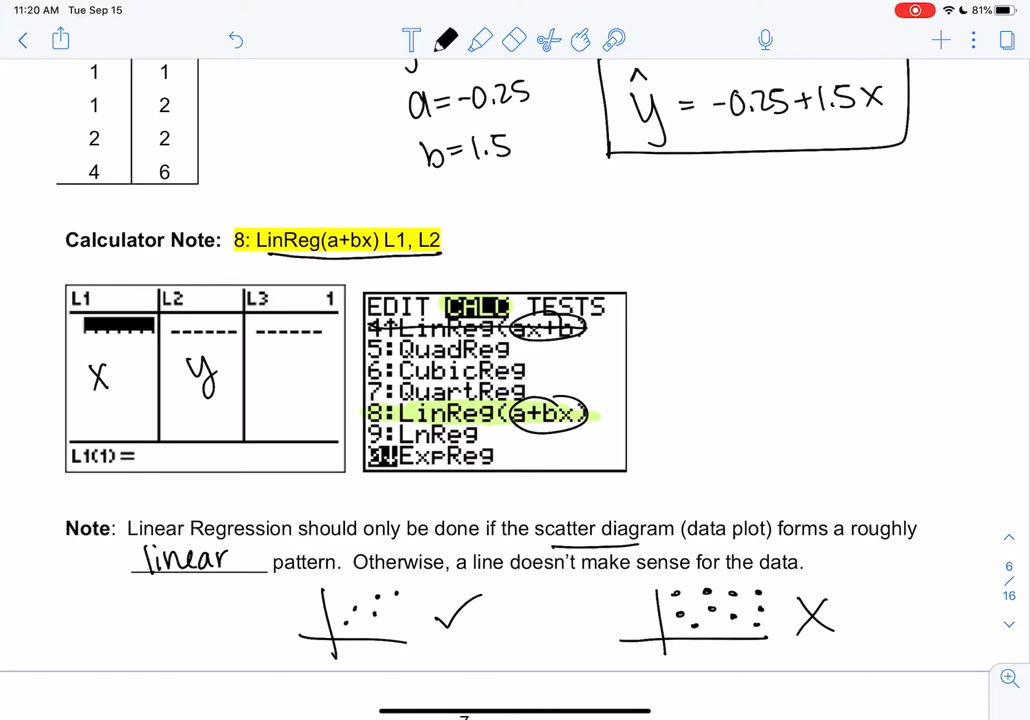 11:20 AM Tue Sep 15
81%
T
1 1
1 2
2 2
4 6
a = -0.25
b = 1.5
ŷ = -0.25 + 1.5x
Calculator Note: 8: LinReg(a+bx) L1, L2
L1 L2 L3 1
x y
L1(1)=
EDIT CALC TESTS
4↑LinReg(ax+b)
5:QuadReg
6:CubicReg
7:QuartReg
8:LinReg(a+bx)
9:LnReg
0↓ExpReg
Note: Linear Regression should only be done if the scatter diagram (data plot) forms a roughly
linear pattern. Otherwise, a line doesn't make sense for the data.
6
/
16